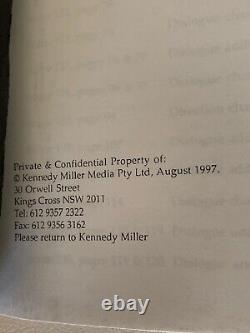 Private & Confidential Property of:
© Kennedy Miller Media Pty Ltd, August 1997.
30 Orwell Street
Kings Cross NSW 2011
Tel: 612 9357 2322
Fax: 612 9356 3162
Please return to Kennedy Miller
ebay